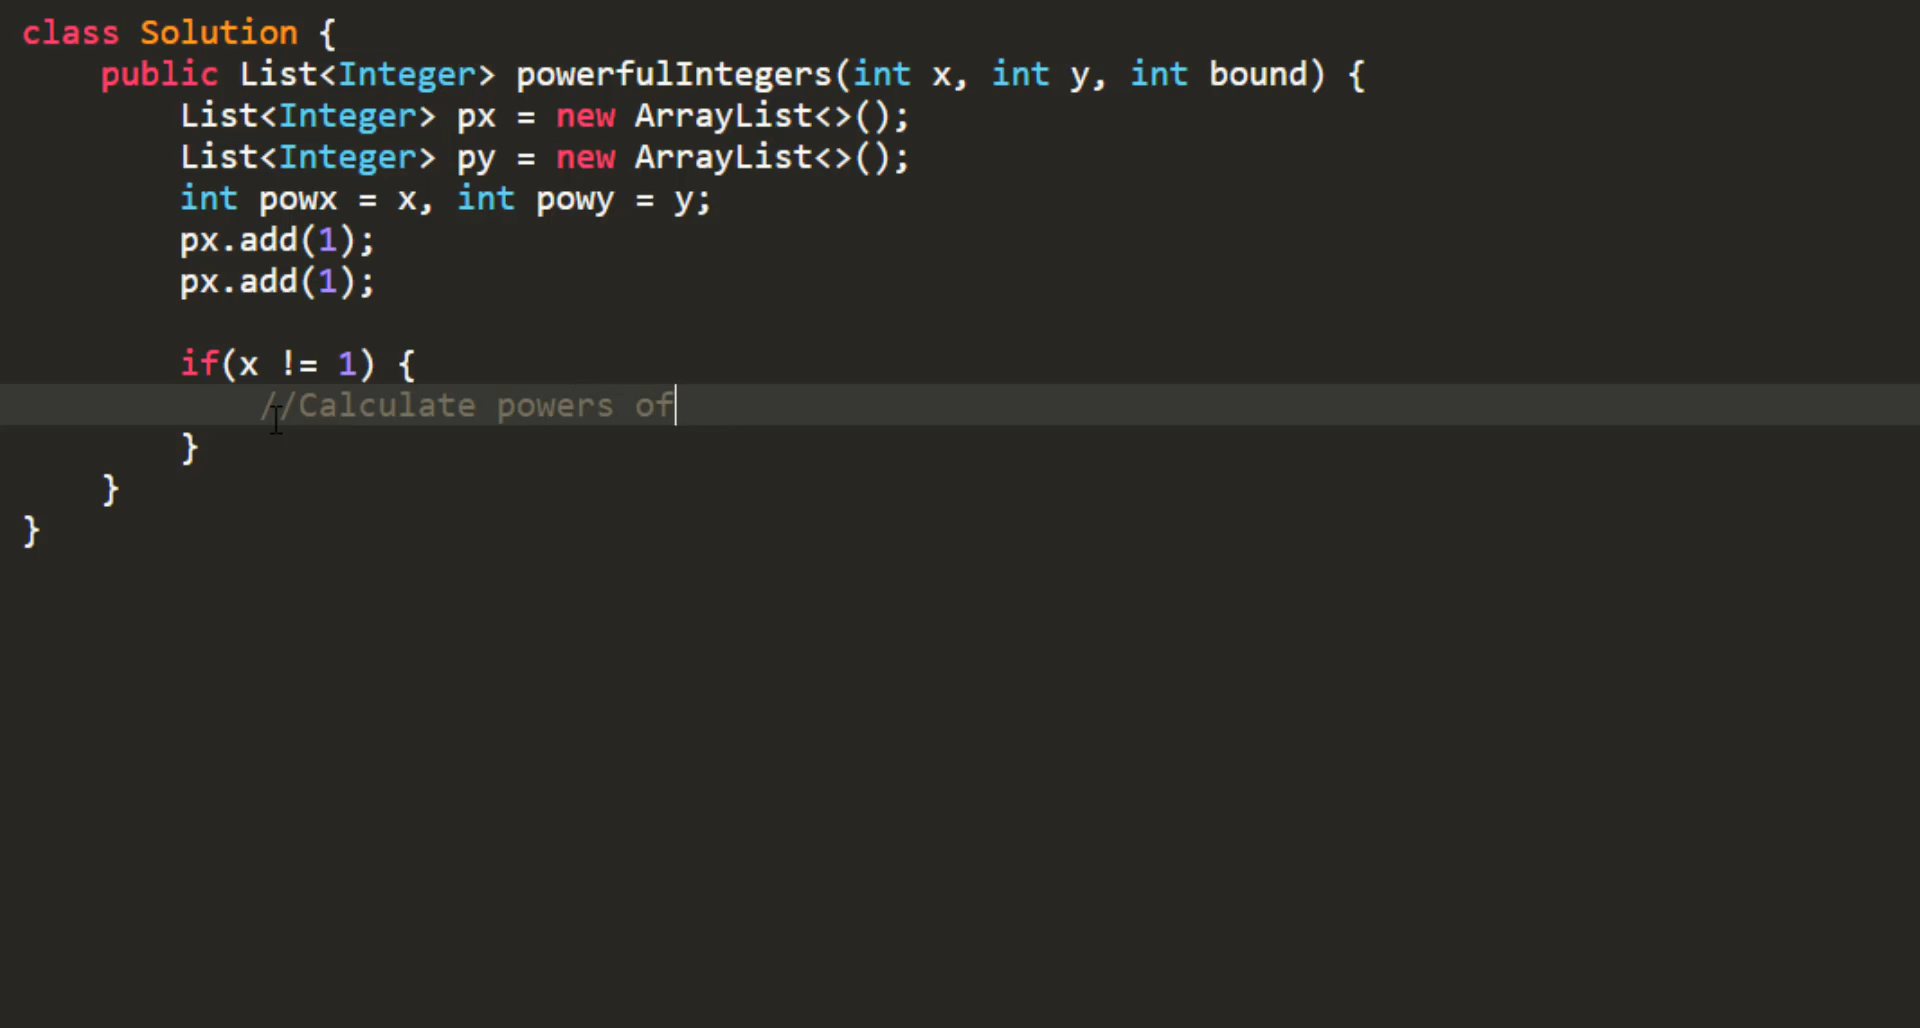 class Solution {
public List<Integer> powerfulIntegers(int x, int y, int bound) {
List<Integer> px = new ArrayList<>();
List<Integer> py = new ArrayList<>();
int powx = x, int powy = y;
px.add(1);
px.add(1);
if(x != 1) {
//Calculate powers of
}
}
}